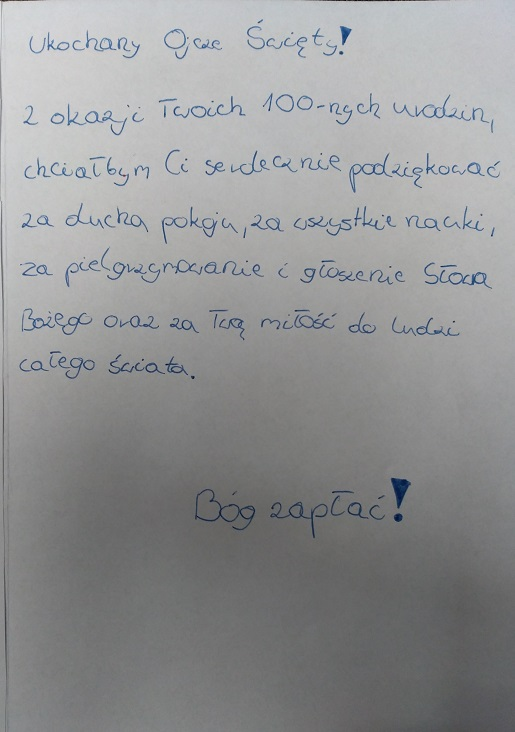 Ukochany Ojcze Święty!
Z okazji Twoich 100-nych urodzin,
chciałbym Ci serdecznie podziękować
za ducha pokoju, za wszystkie nauki,
za pielgrzymowanie i głoszenie Słowa
Bożego oraz za Twą miłość do ludzi
całego świata.
Bóg zapłać!